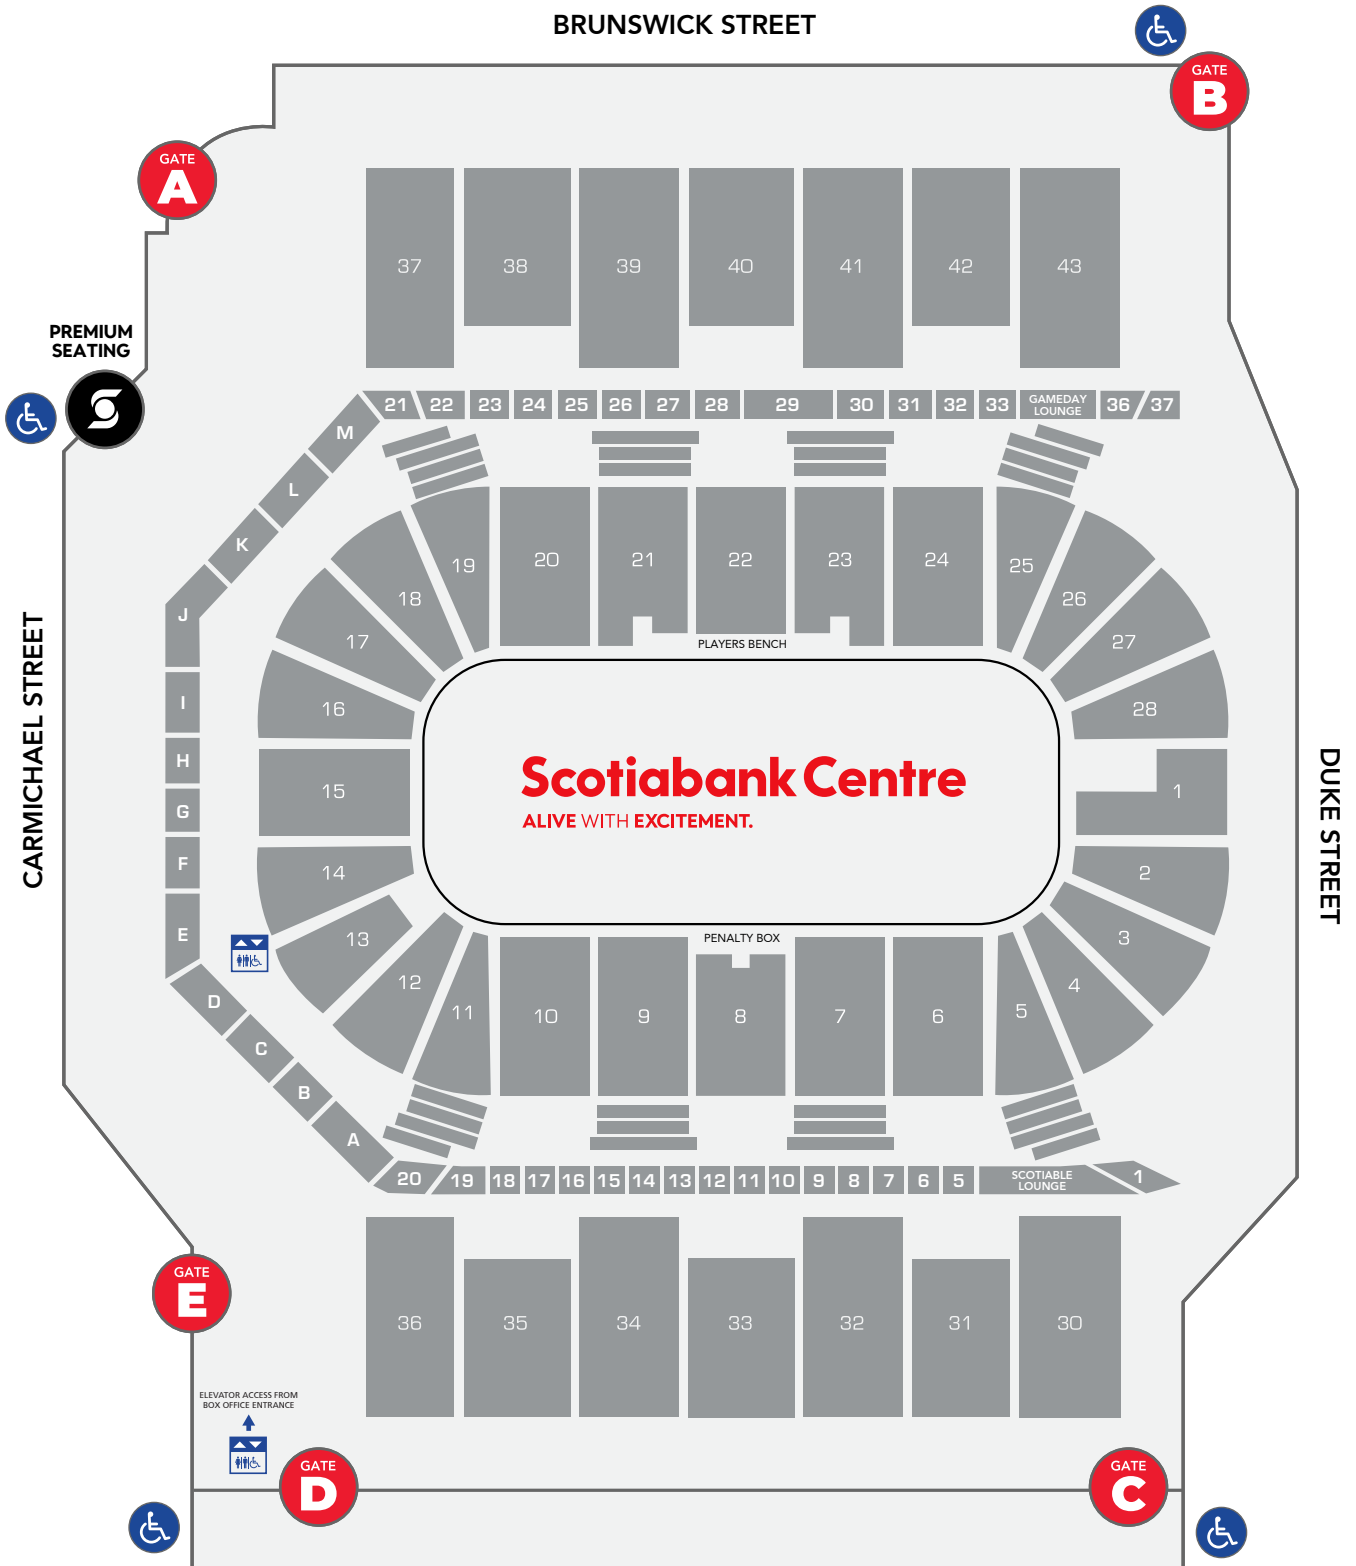 BRUNSWICK STREET
GATE
B
GATE
A
37 38 39 40 41 42 43
PREMIUM
SEATING
21 22 23 24 25 26 27 28 29 30 31 32 33
GAMEDAY
LOUNGE
36 37
M
L
K
J
I
H
G
F
E
D
C
B
A
CARMICHAEL STREET
DUKE STREET
19 20 21 22 23 24 25
18 26
17 27
16 28
15 1
14 2
13 3
12 4
11 10 9 8 7 6 5
PLAYERS BENCH
Scotiabank Centre
ALIVE WITH EXCITEMENT.
PENALTY BOX
20 19 18 17 16 15 14 13 12 11 10 9 8 7 6 5
SCOTIABLE
LOUNGE
1
36 35 34 33 32 31 30
GATE
E
ELEVATOR ACCESS FROM
BOX OFFICE ENTRANCE
GATE
D
GATE
C